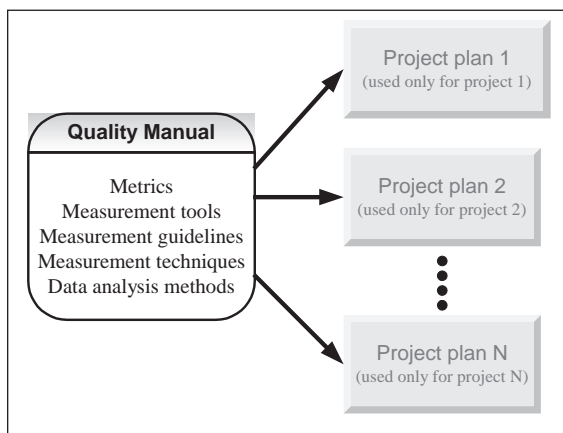 Quality Manual
Metrics
Measurement tools
Measurement guidelines
Measurement techniques
Data analysis methods
Project plan 1
(used only for project 1)
Project plan 2
(used only for project 2)
Project plan N
(used only for project N)